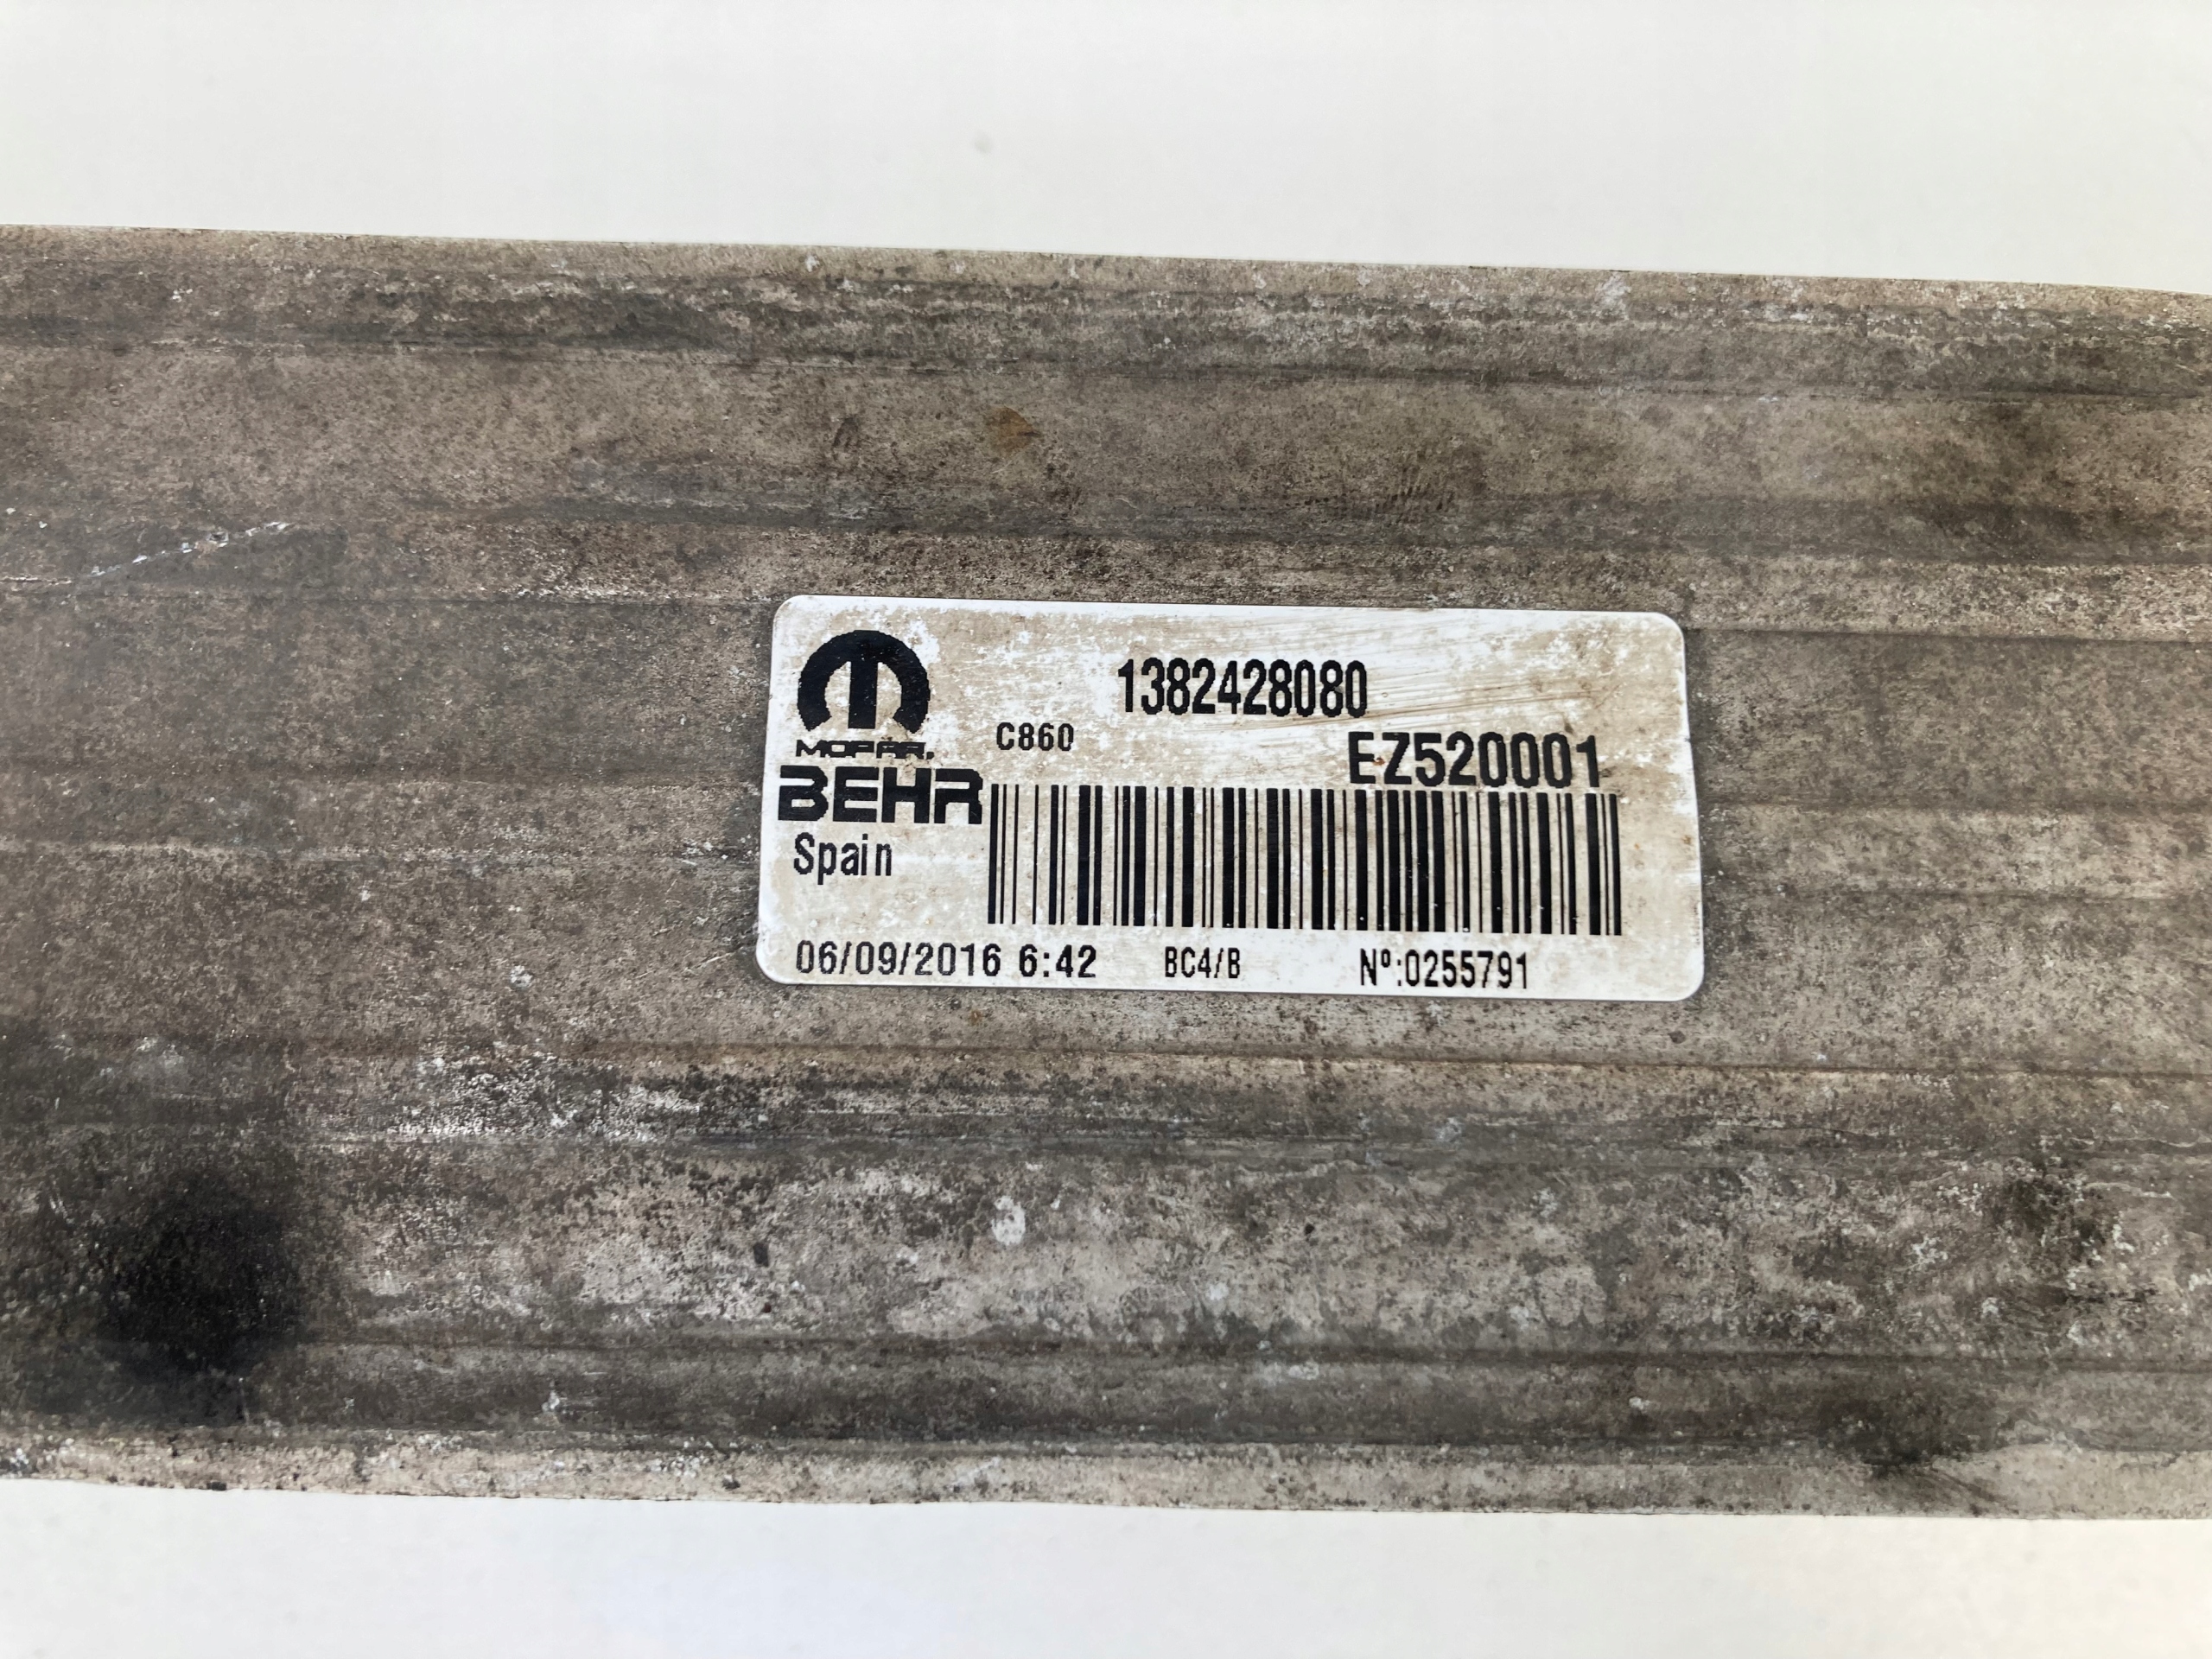 1382428080
MOPAR.
C860
EZ520001
BEHR
Spain
06/09/2016 6:42 BC4/B Nº:0255791